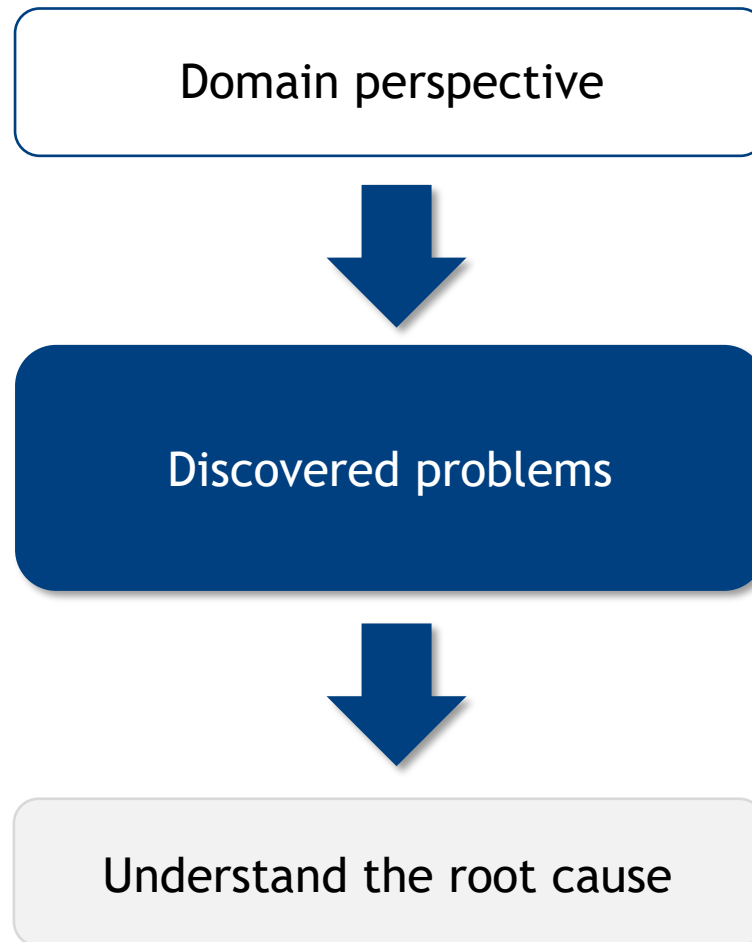 Domain perspective
Discovered problems
Understand the root cause